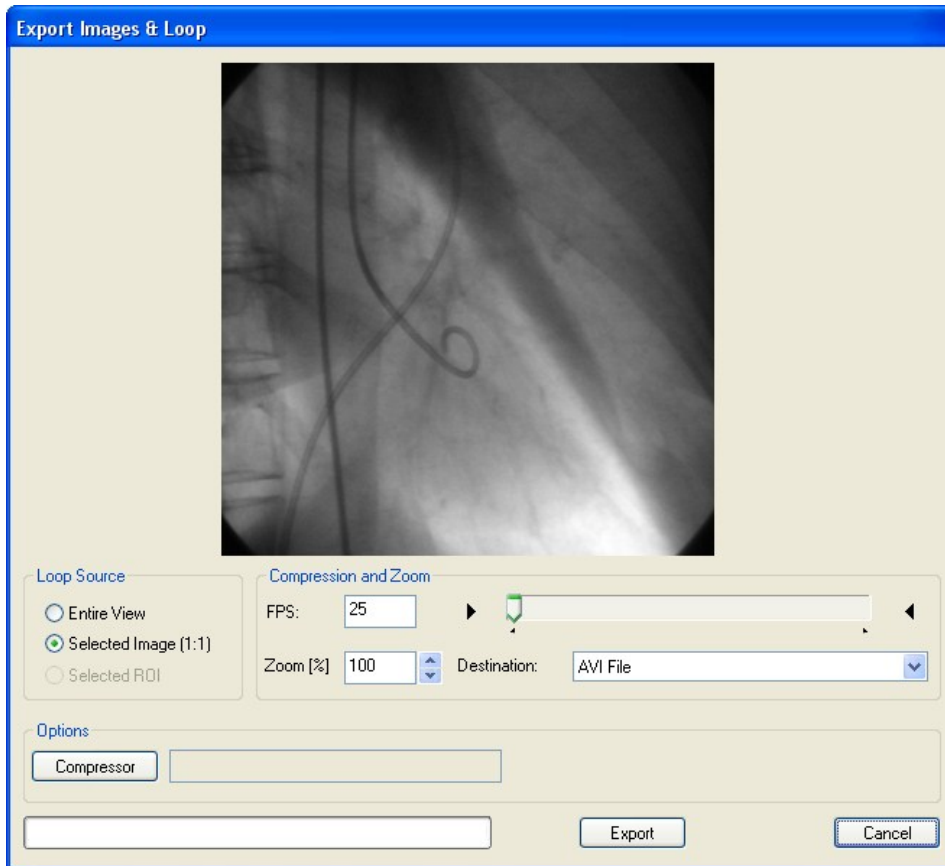 Export Images & Loop
Loop Source
Entire View
Selected Image (1:1)
Selected ROI
Compression and Zoom
FPS: 25
Zoom [%] 100 Destination: AVI File
Options
Compressor
Export Cancel